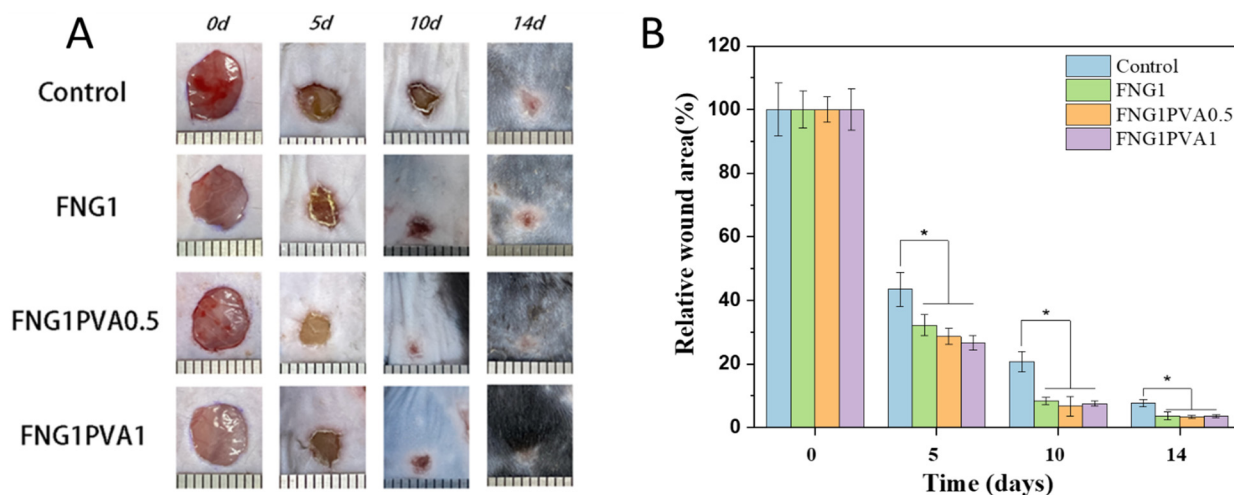 A
0d 5d 10d 14d
Control
FNG1
FNG1PVA0.5
FNG1PVA1
B
120
100
80
60
40
20
0
Relative wound area(%)
Control
FNG1
FNG1PVA0.5
FNG1PVA1
*
*
*
0 5 10 14
Time (days)